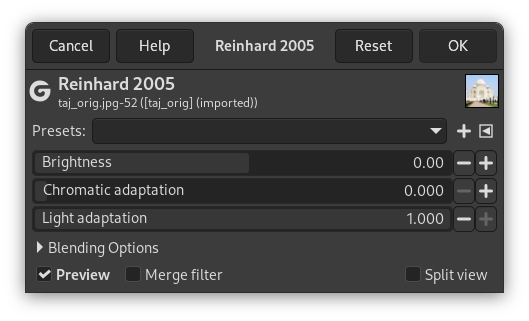 Cancel Help Reinhard 2005 Reset OK
Reinhard 2005
taj_orig.jpg-52 ([taj_orig] (imported))
Presets:
Brightness 0.00
Chromatic adaptation 0.000
Light adaptation 1.000
Blending Options
Preview Merge filter Split view